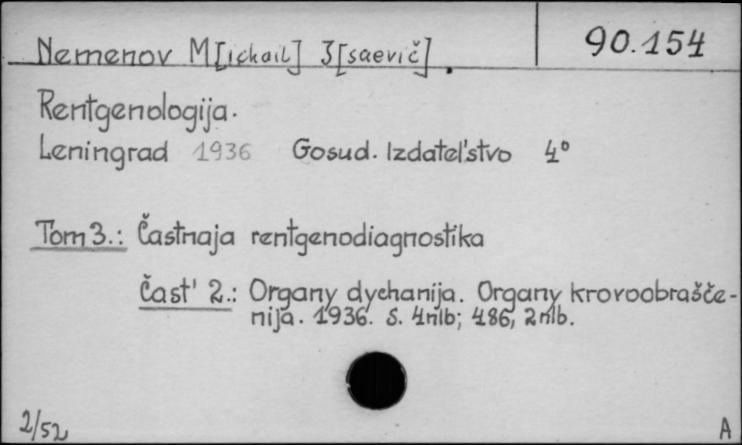 Nemenov M[ichail] I[saevič].
90.154
Rentgenologija.
Leningrad 1936 Gosud. Izdatel'stvo 4°
Tom 3.: Častnaja rentgenodiagnostika
Čast' 2.: Organy dychanija. Organy krovoobrašče-
nija. 1936. S. 4nlb; 486, 2nlb.
2/52
A